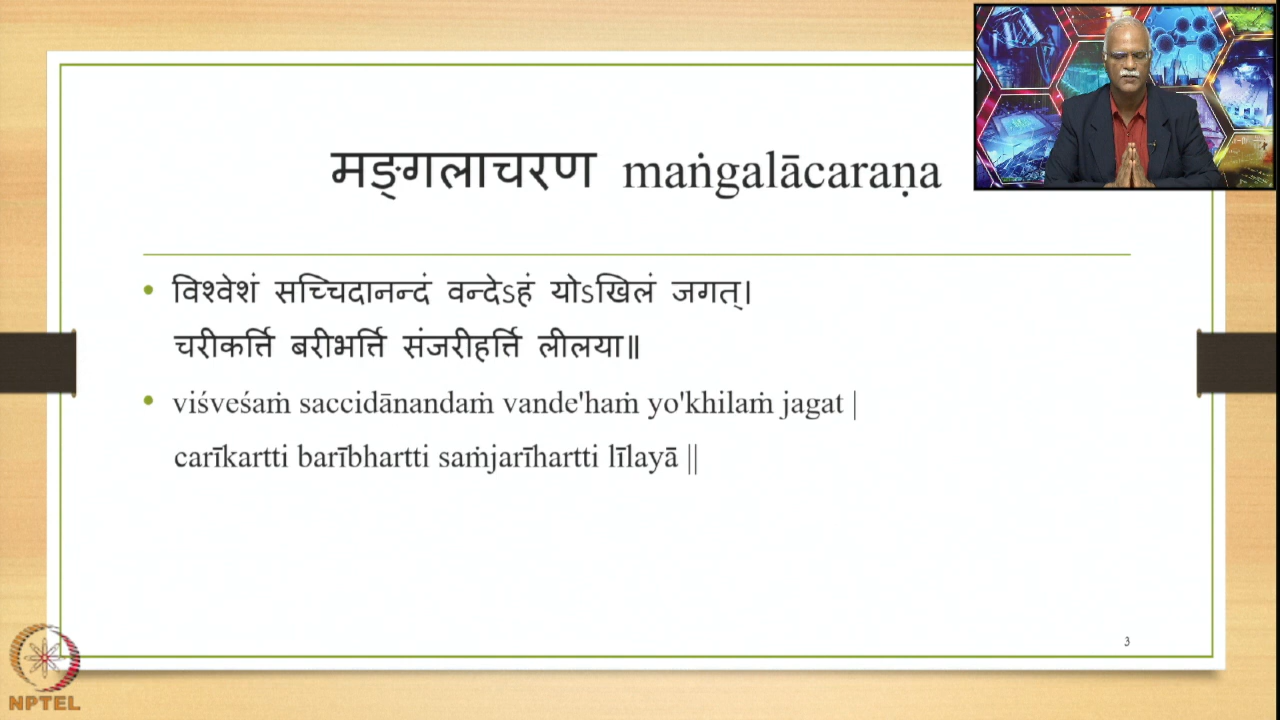 मङ्गलाचरण maṅgalācaraṇa
• विश्वेशं सच्चिदानन्दं वन्देऽहं योऽखिलं जगत्।
चरीकर्त्ति बरीभर्त्ति संजरीहर्त्ति लीलया॥
• viśveśaṁ saccidānandaṁ vande'haṁ yo'khilaṁ jagat |
carīkartti barībhartti saṁjarīhartti līlayā ||
3
NPTEL